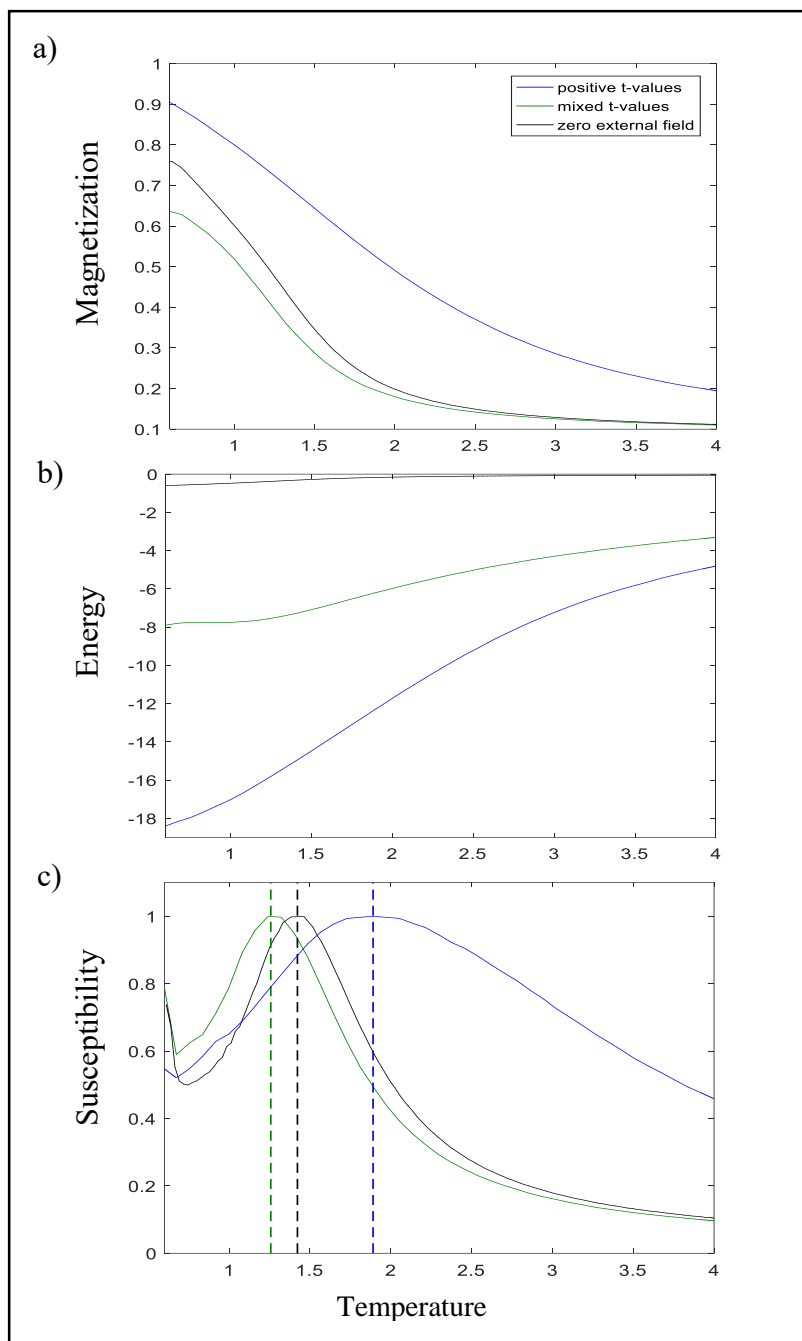 a)
1
0.9
0.8
0.7
0.6
0.5
0.4
0.3
0.2
0.1
Magnetization
positive t-values
mixed t-values
zero external field
1 1.5 2 2.5 3 3.5 4
b)
0
-2
-4
-6
-8
-10
-12
-14
-16
-18
Energy
1 1.5 2 2.5 3 3.5 4
c)
1
0.8
0.6
0.4
0.2
0
Susceptibility
1 1.5 2 2.5 3 3.5 4
Temperature